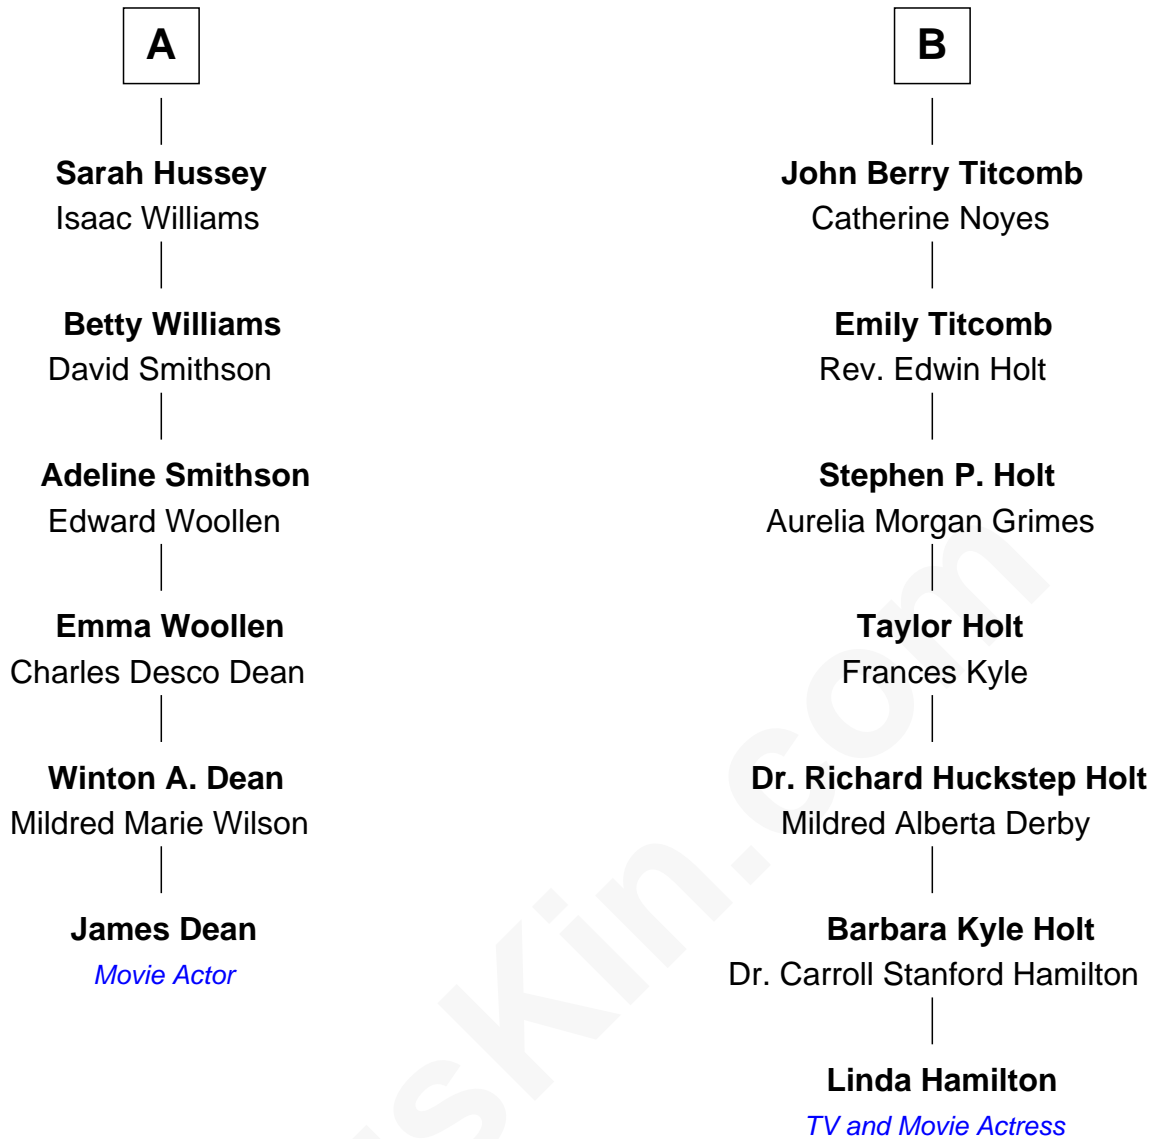 A
Sarah Hussey
Isaac Williams
Betty Williams
David Smithson
Adeline Smithson
Edward Woollen
Emma Woollen
Charles Desco Dean
Winton A. Dean
Mildred Marie Wilson
James Dean
Movie Actor
B
John Berry Titcomb
Catherine Noyes
Emily Titcomb
Rev. Edwin Holt
Stephen P. Holt
Aurelia Morgan Grimes
Taylor Holt
Frances Kyle
Dr. Richard Huckstep Holt
Mildred Alberta Derby
Barbara Kyle Holt
Dr. Carroll Stanford Hamilton
Linda Hamilton
TV and Movie Actress